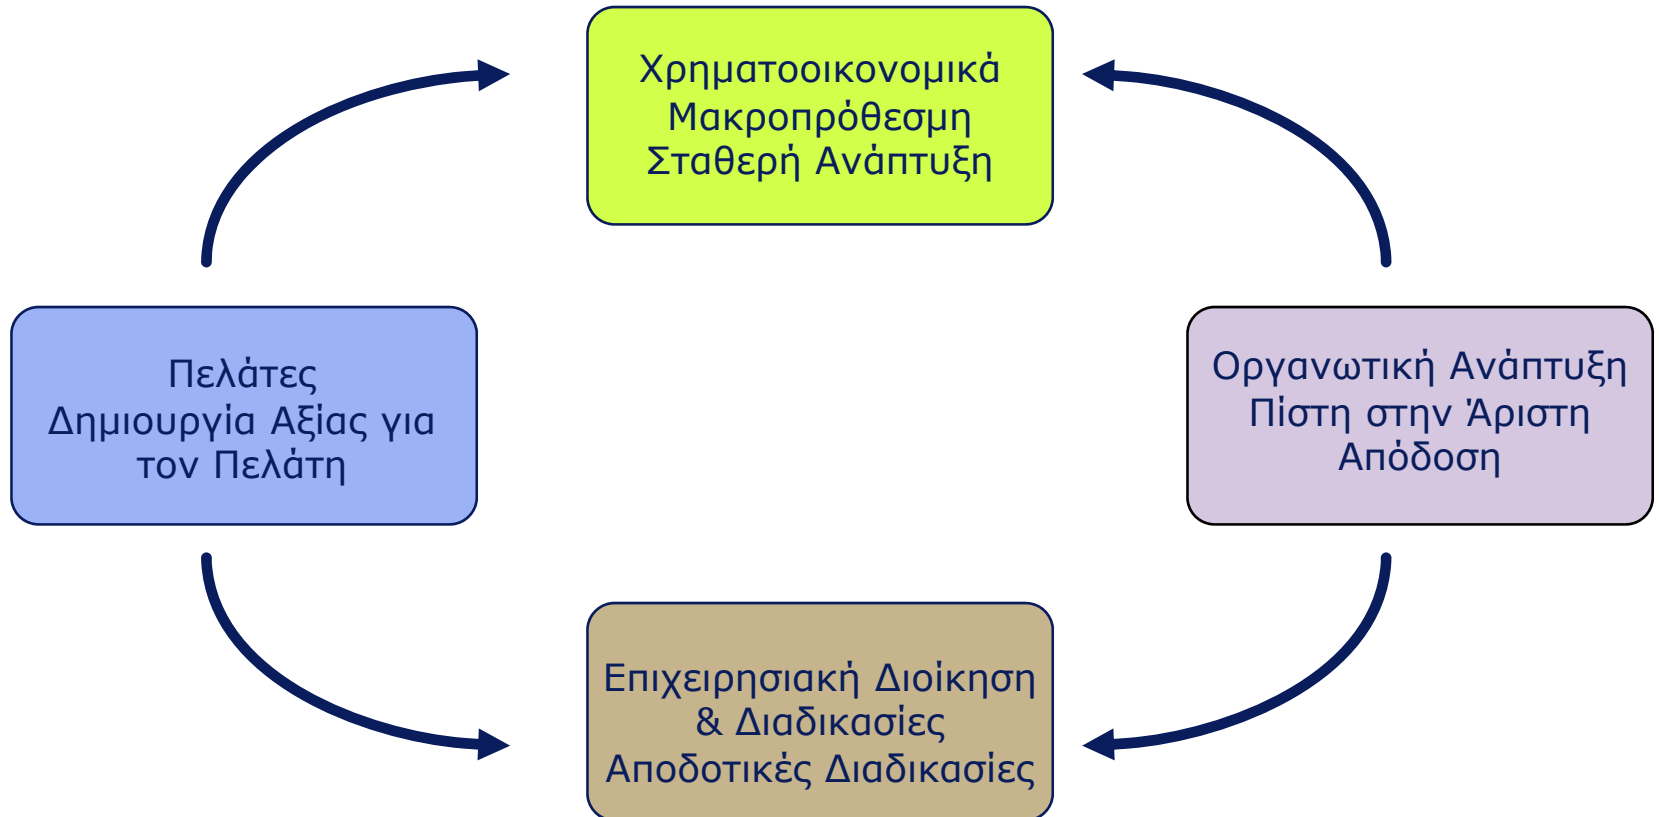 Χρηματοοικονομικά
Μακροπρόθεσμη
Σταθερή Ανάπτυξη
Πελάτες
Δημιουργία Αξίας για
τον Πελάτη
Οργανωτική Ανάπτυξη
Πίστη στην Άριστη
Απόδοση
Επιχειρησιακή Διοίκηση
& Διαδικασίες
Αποδοτικές Διαδικασίες